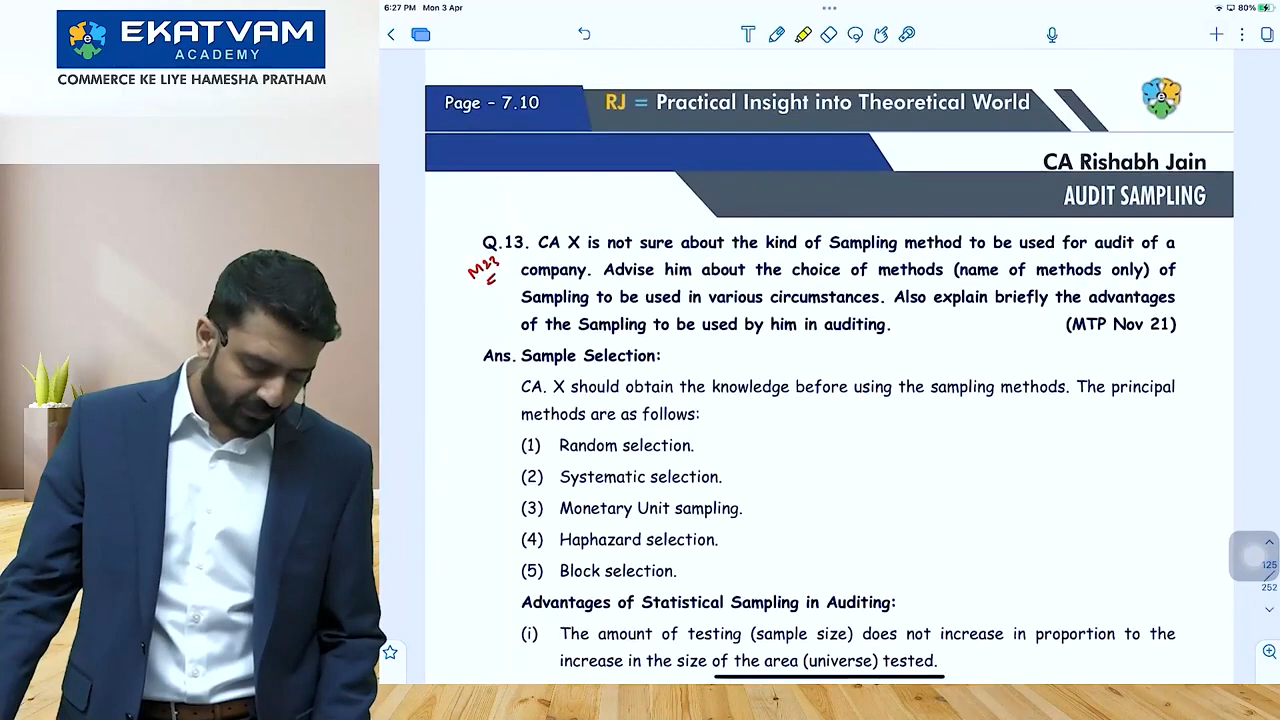 EKATVAM
ACADEMY
COMMERCE KE LIYE HAMESHA PRATHAM
6:27 PM Mon 3 Apr
80%
Page – 7.10
RJ = Practical Insight into Theoretical World
CA Rishabh Jain
AUDIT SAMPLING
Q.13. CA X is not sure about the kind of Sampling method to be used for audit of a
M23
company. Advise him about the choice of methods (name of methods only) of
Sampling to be used in various circumstances. Also explain briefly the advantages
of the Sampling to be used by him in auditing. (MTP Nov 21)
Ans. Sample Selection:
CA. X should obtain the knowledge before using the sampling methods. The principal
methods are as follows:
(1) Random selection.
(2) Systematic selection.
(3) Monetary Unit sampling.
(4) Haphazard selection.
(5) Block selection.
Advantages of Statistical Sampling in Auditing:
(i) The amount of testing (sample size) does not increase in proportion to the
increase in the size of the area (universe) tested.
125
252